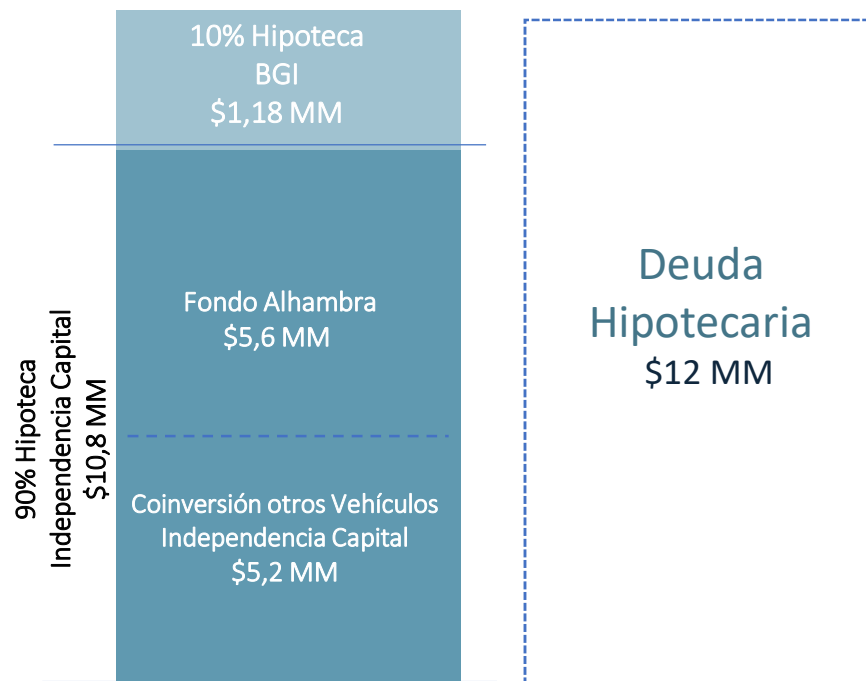 10% Hipoteca
BGI
$1,18 MM
90% Hipoteca
Independencia Capital
$10,8 MM
Fondo Alhambra
$5,6 MM
Coinversión otros Vehículos
Independencia Capital
$5,2 MM
Deuda
Hipotecaria
$12 MM